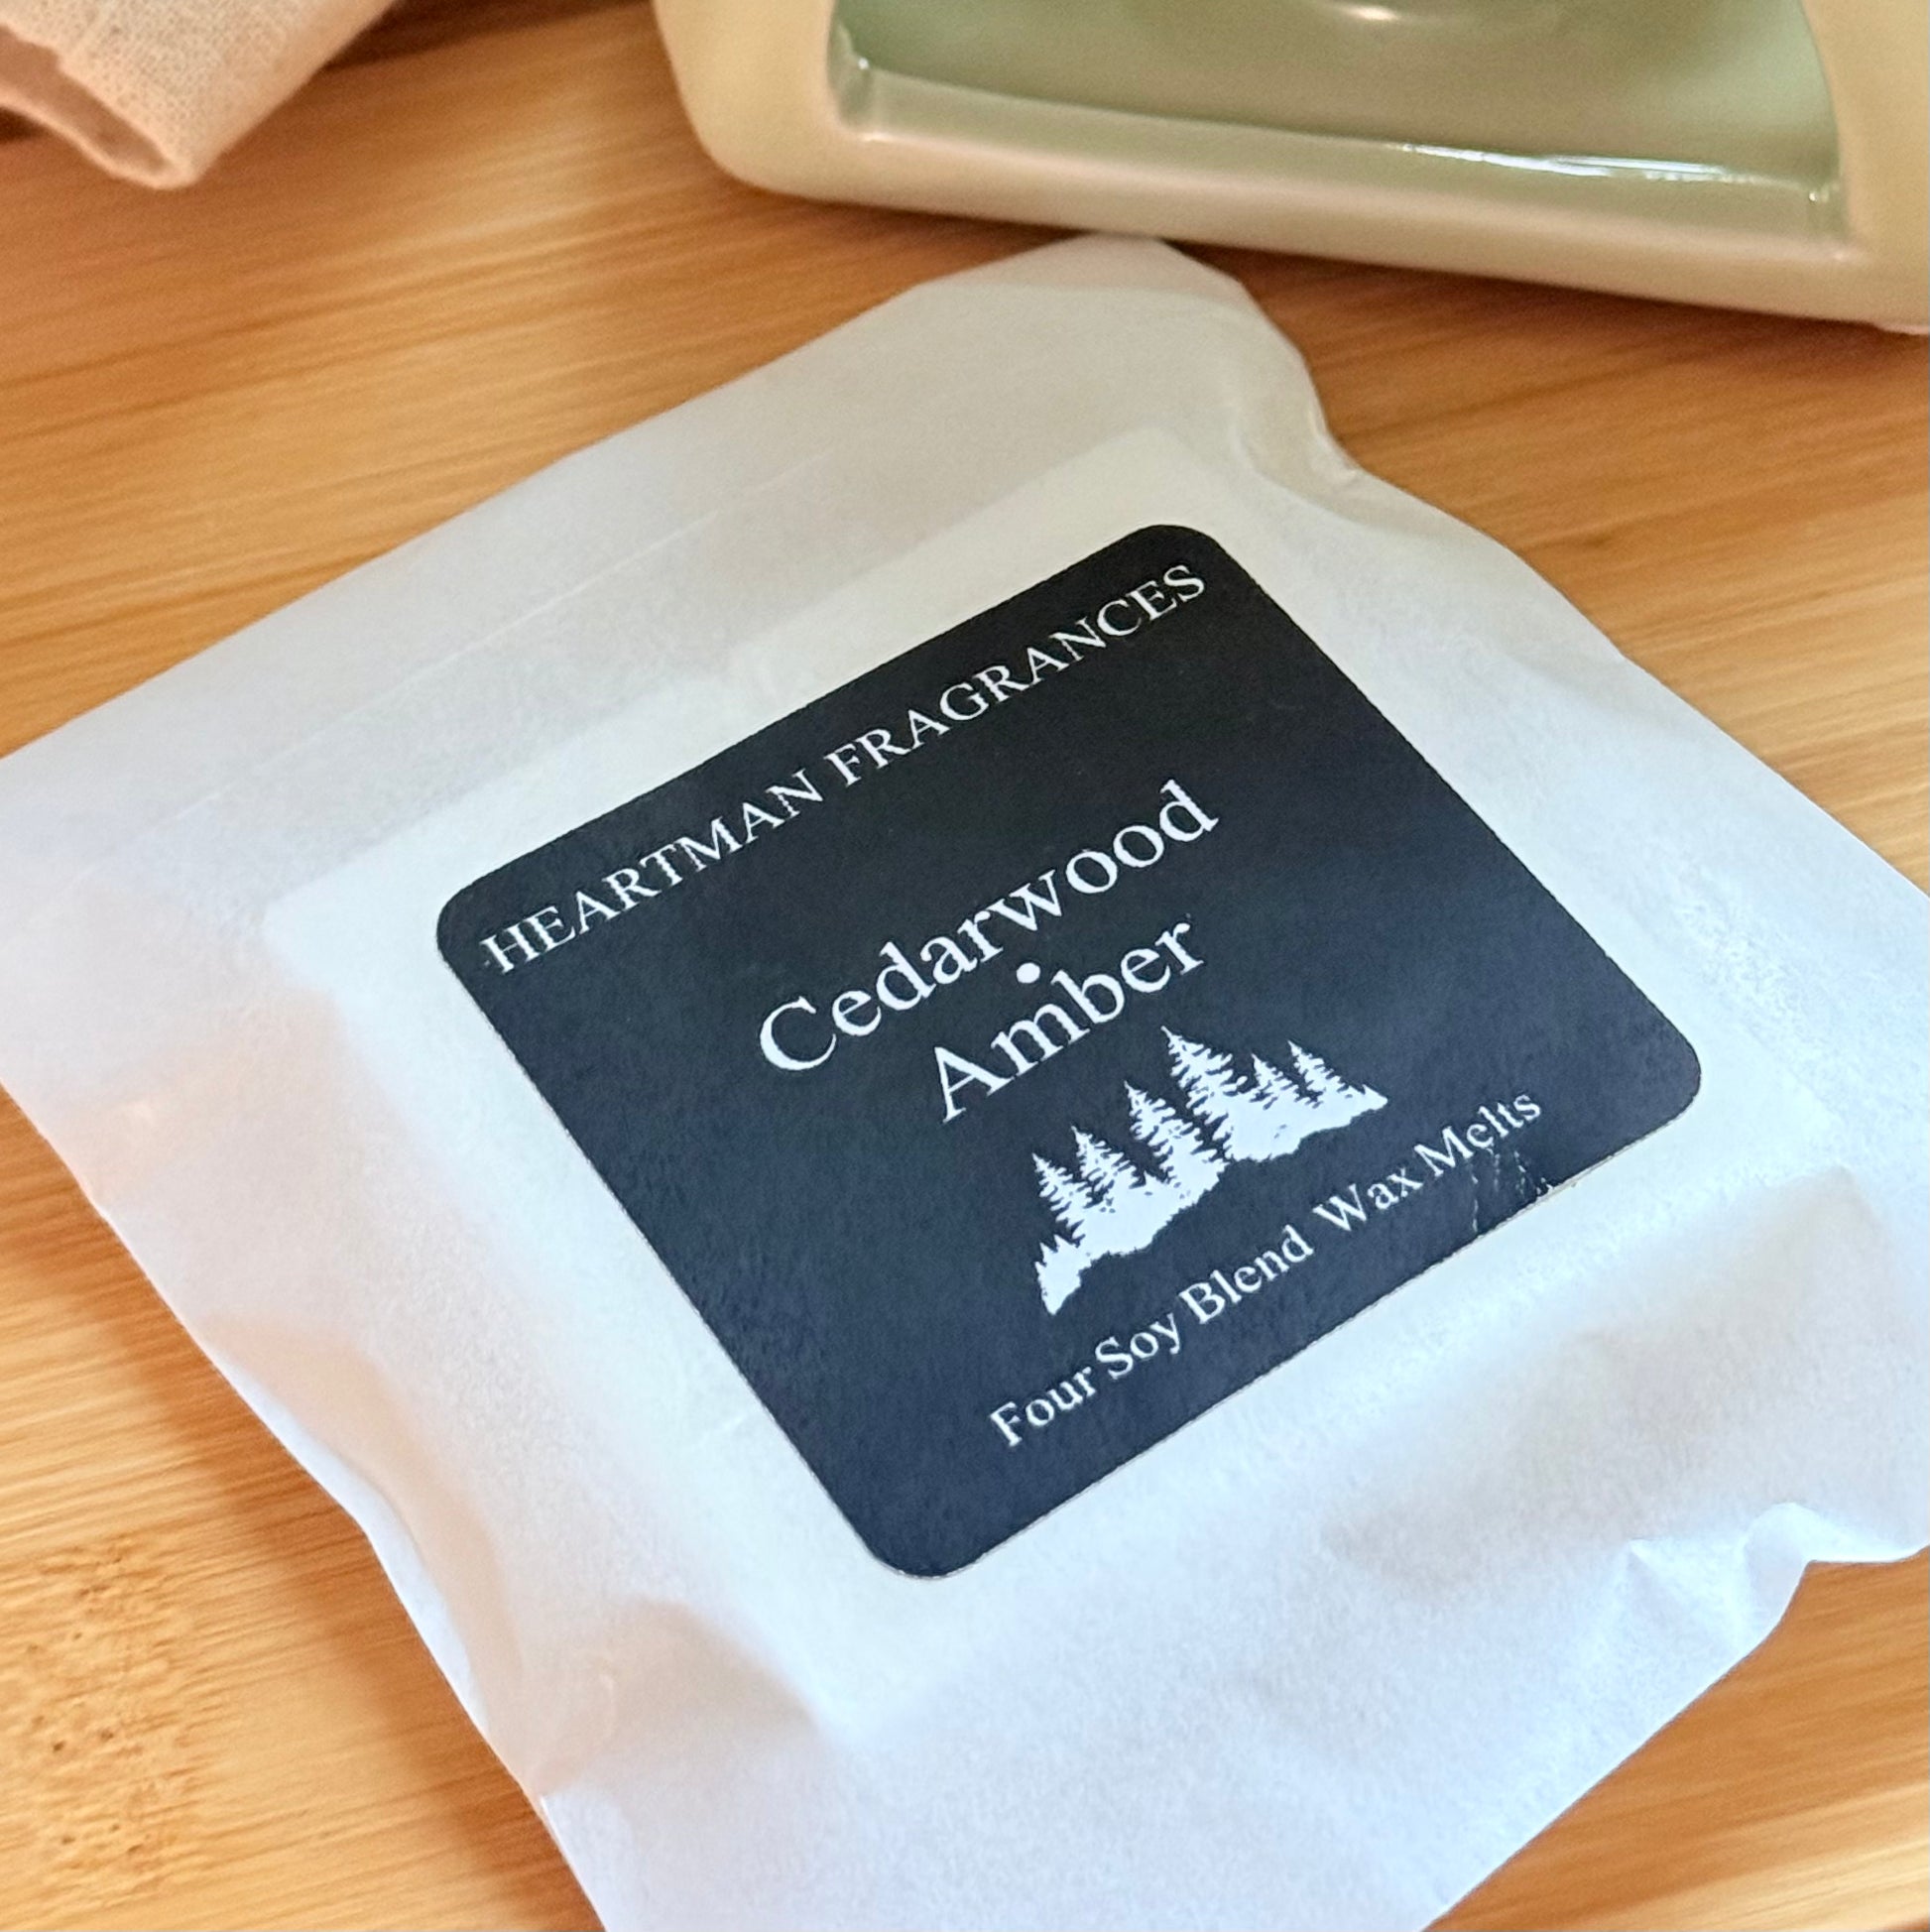 HEARTMAN FRAGRANCES
Cedarwood
•
Amber
Four Soy Blend Wax Melts